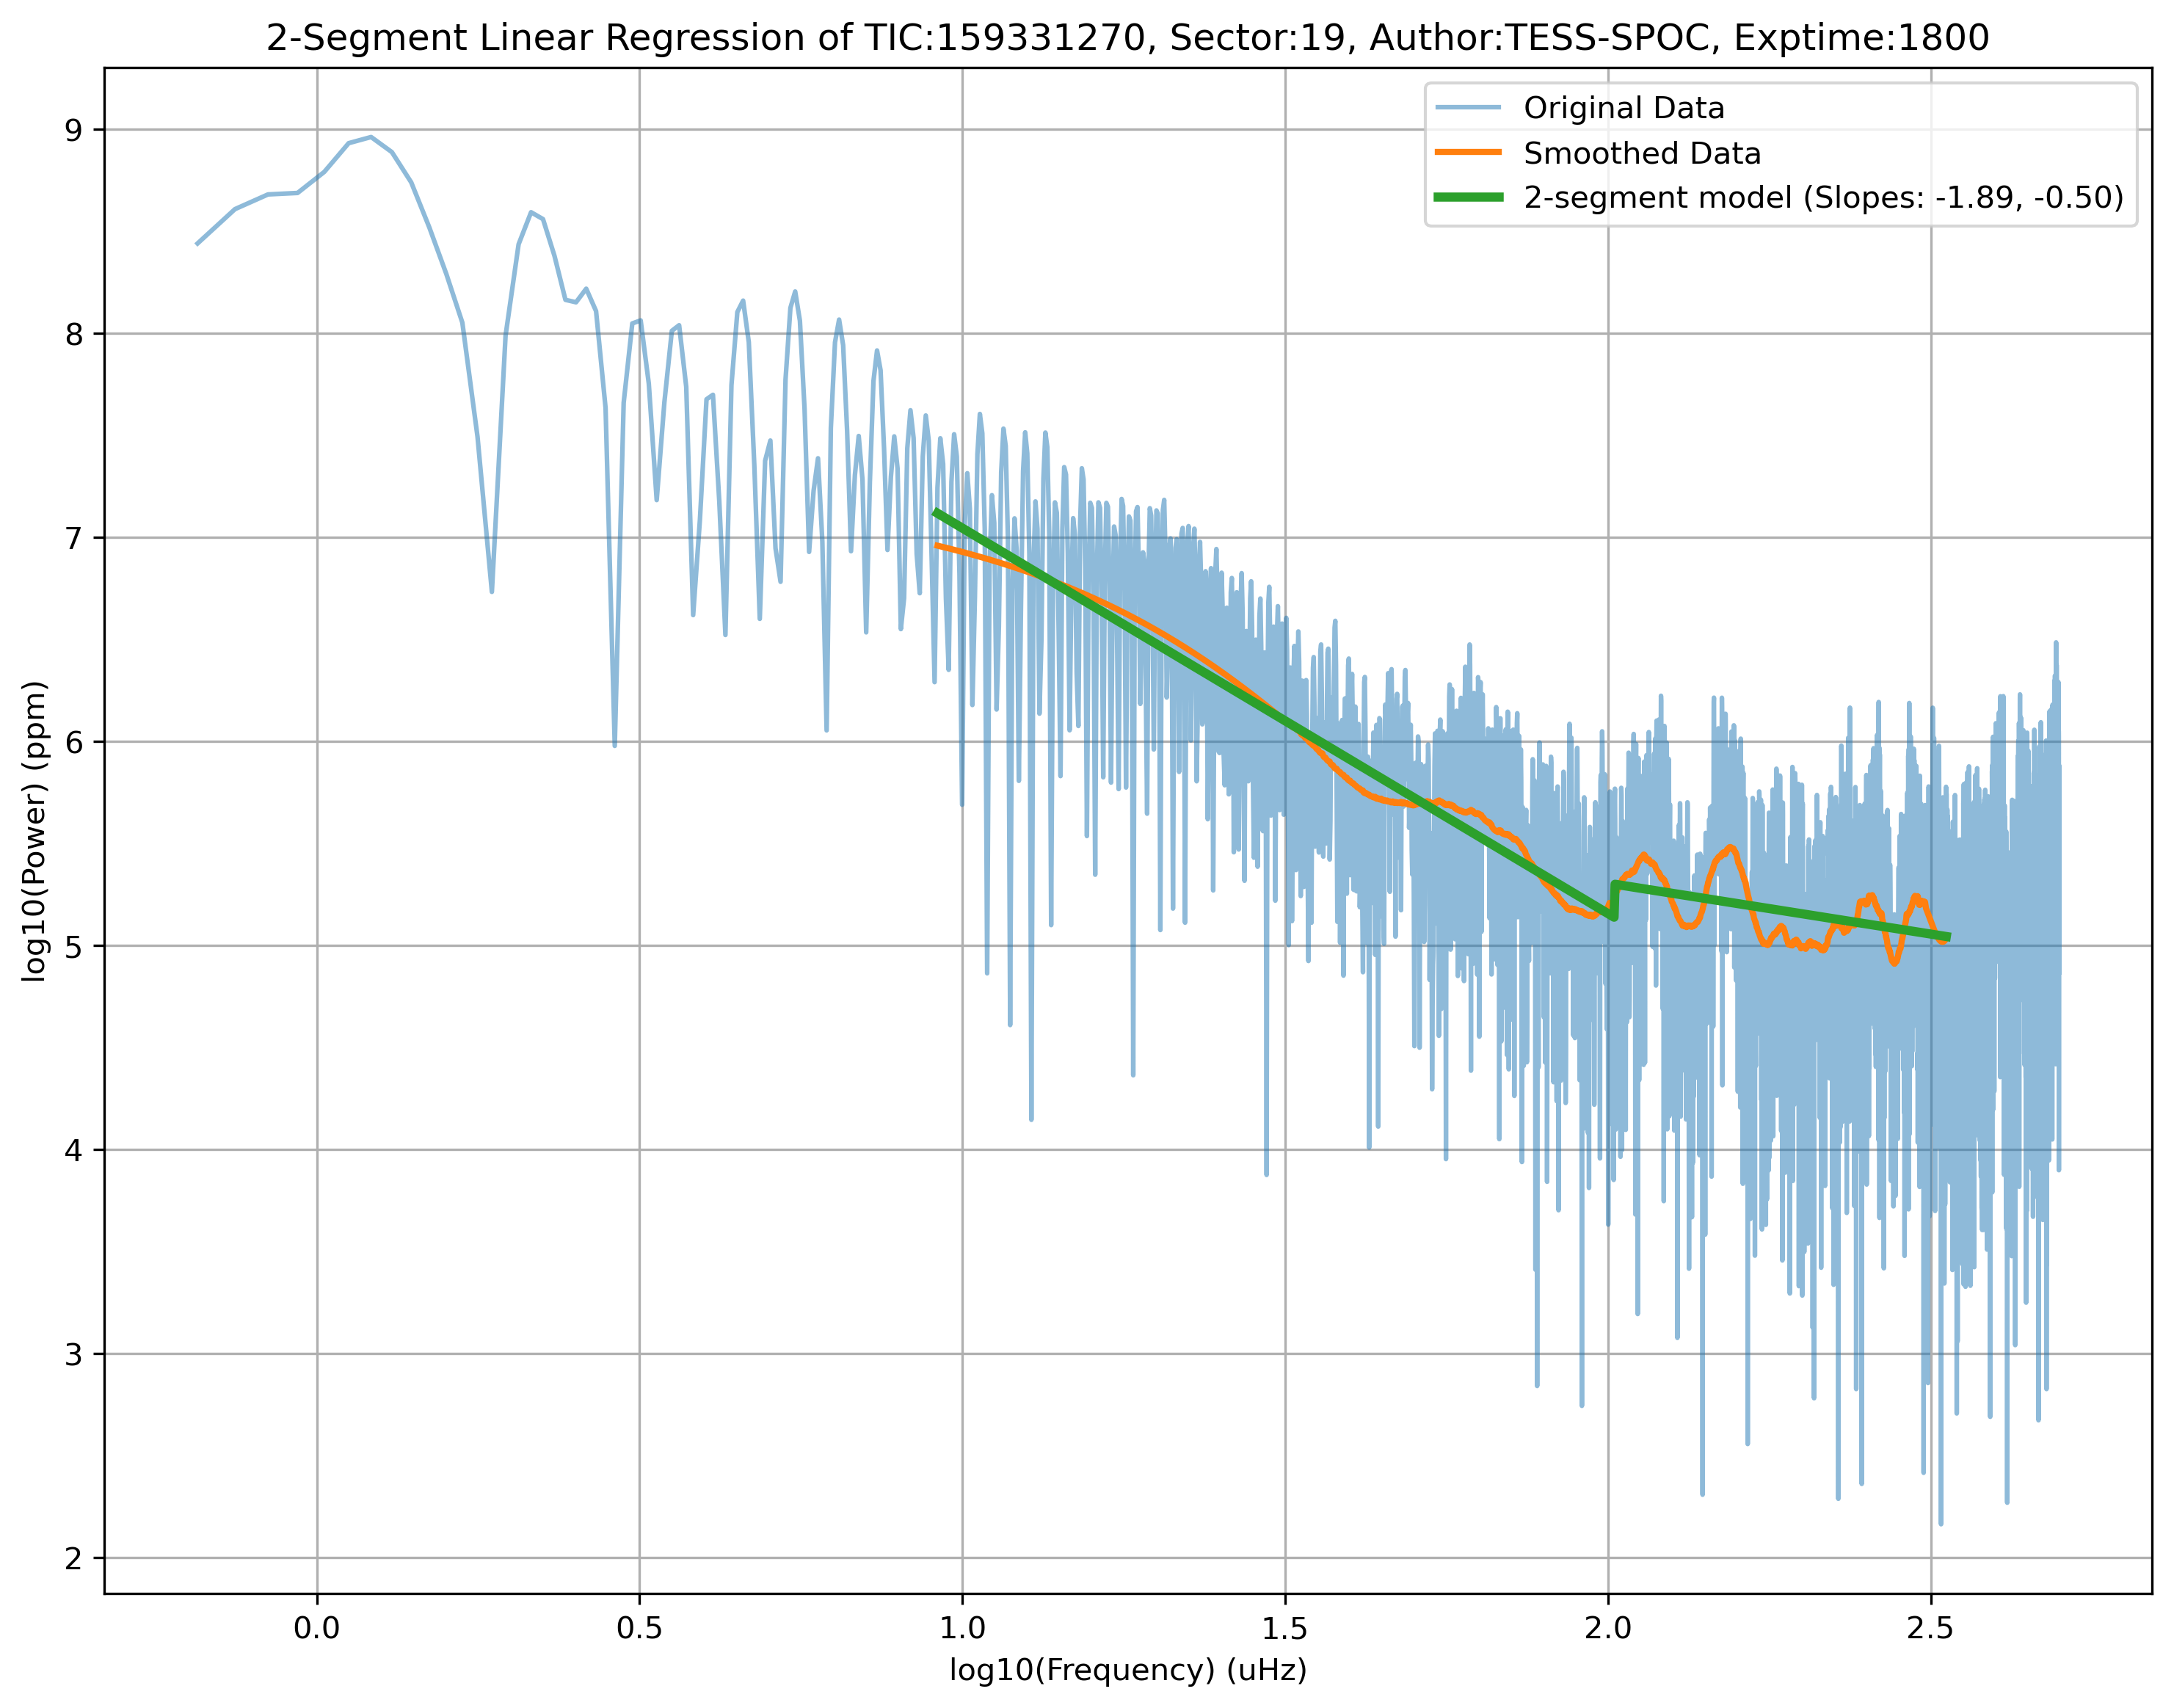 2-Segment Linear Regression of TIC:159331270, Sector:19, Author:TESS-SPOC, Exptime:1800
Original Data
Smoothed Data
2-segment model (Slopes: -1.89, -0.50)
9
8
7
6
5
4
3
2
log10(Power) (ppm)
0.0 0.5 1.0 1.5 2.0 2.5
log10(Frequency) (uHz)